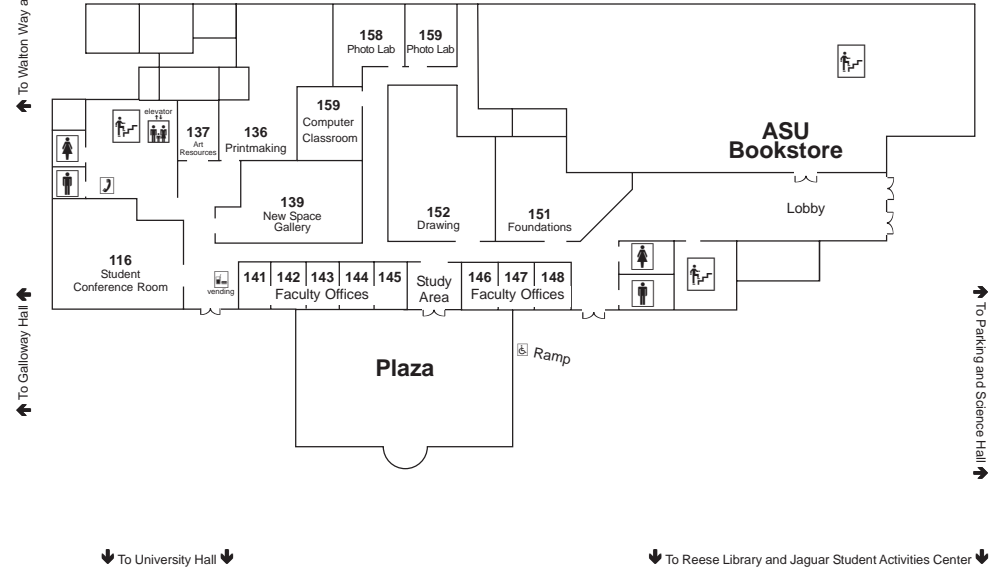 To Walton Way a
158
Photo Lab
159
Photo Lab
elevator
137
Art
Resources
136
Printmaking
159
Computer
Classroom
ASU
Bookstore
Lobby
139
New Space
Gallery
152
Drawing
151
Foundations
116
Student
Conference Room
vending
141 142 143 144 145
Faculty Offices
Study
Area
146 147 148
Faculty Offices
To Galloway Hall
Plaza
Ramp
To Parking and Science Hall
To University Hall
To Reese Library and Jaguar Student Activities Center